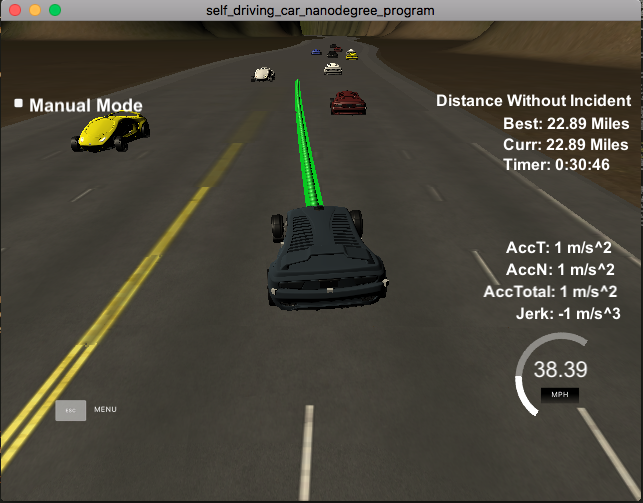 self_driving_car_nanodegree_program
Manual Mode
Distance Without Incident
Best: 22.89 Miles
Curr: 22.89 Miles
Timer: 0:30:46
AccT: 1 m/s^2
AccN: 1 m/s^2
AccTotal: 1 m/s^2
Jerk: -1 m/s^3
38.39
MPH
ESC MENU